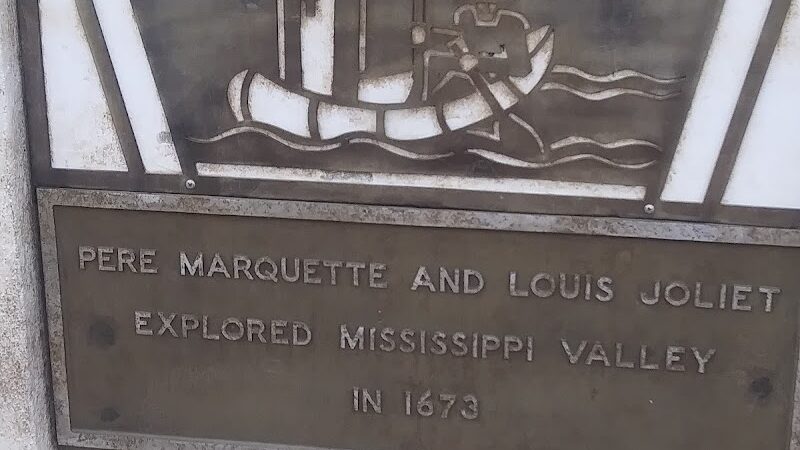 PERE MARQUETTE AND LOUIS JOLIET
EXPLORED MISSISSIPPI VALLEY
IN 1673